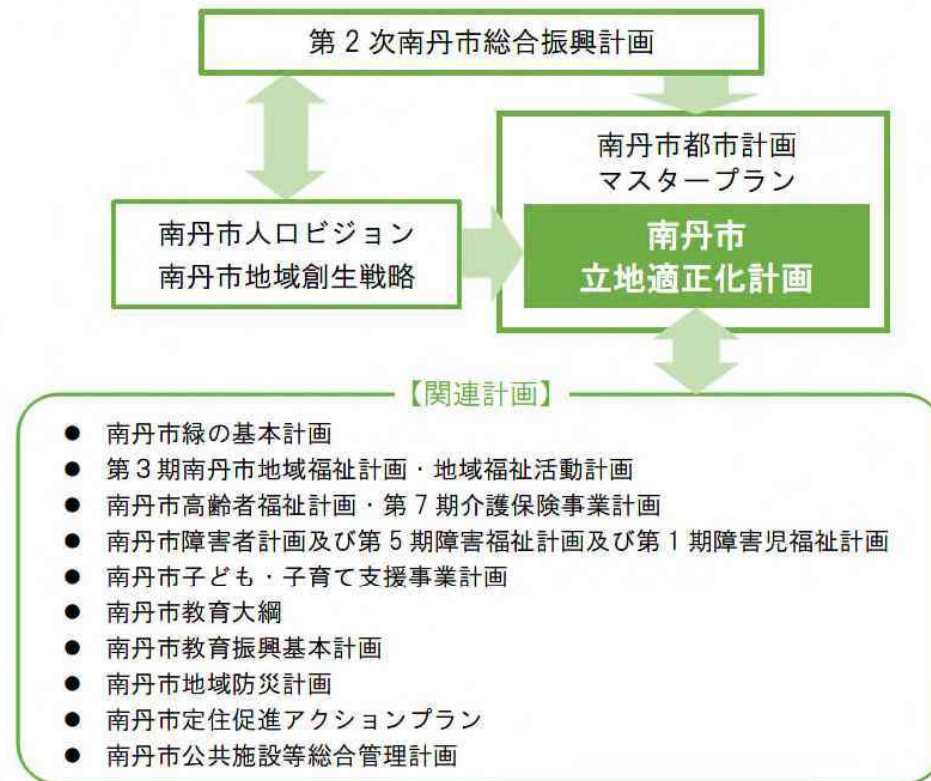 第2次南丹市総合振興計画
南丹市都市計画
マスタープラン
南丹市
立地適正化計画
南丹市人口ビジョン
南丹市地域創生戦略
【関連計画】
● 南丹市緑の基本計画
● 第3期南丹市地域福祉計画・地域福祉活動計画
● 南丹市高齢者福祉計画・第7期介護保険事業計画
● 南丹市障害者計画及び第5期障害福祉計画及び第1期障害児福祉計画
● 南丹市子ども・子育て支援事業計画
● 南丹市教育大綱
● 南丹市教育振興基本計画
● 南丹市地域防災計画
● 南丹市定住促進アクションプラン
● 南丹市公共施設等総合管理計画